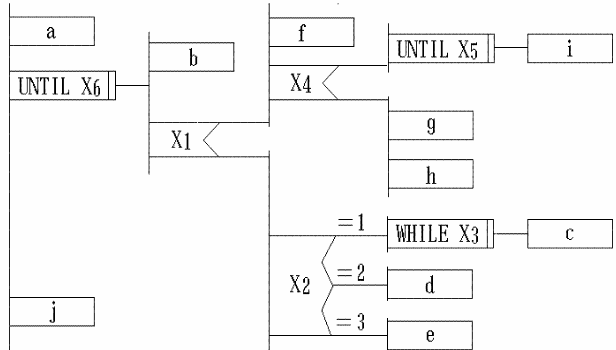 a
UNTIL X6
b
X1
f
X4
UNTIL X5
i
g
h
X2
=1
WHILE X3
c
=2
d
=3
e
j